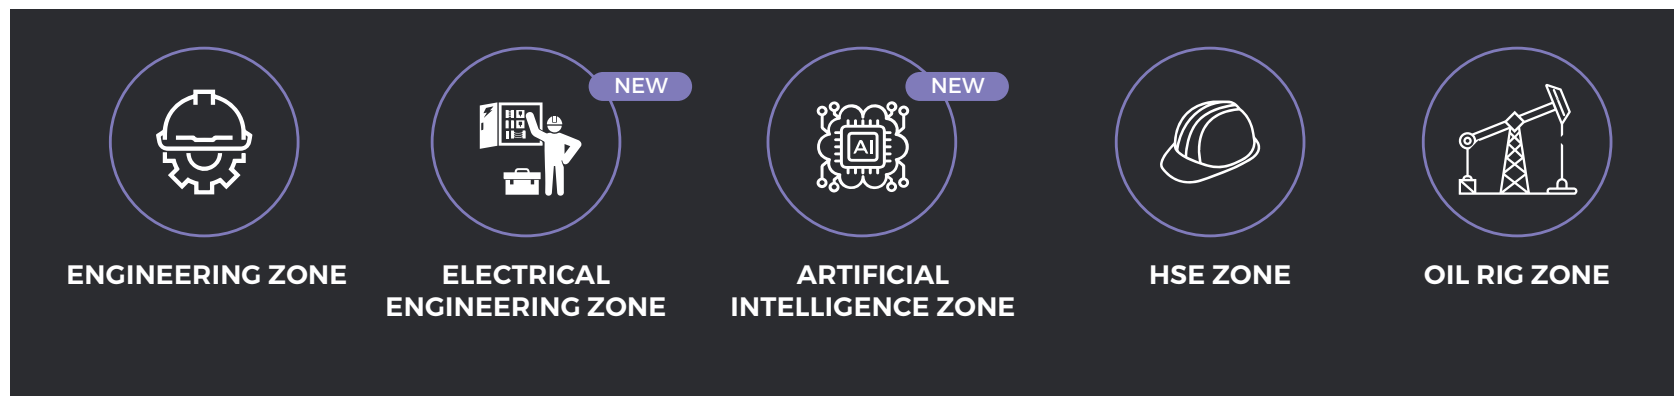 NEW
NEW
AI
ENGINEERING ZONE
ELECTRICAL
ENGINEERING ZONE
ARTIFICIAL
INTELLIGENCE ZONE
HSE ZONE
OIL RIG ZONE